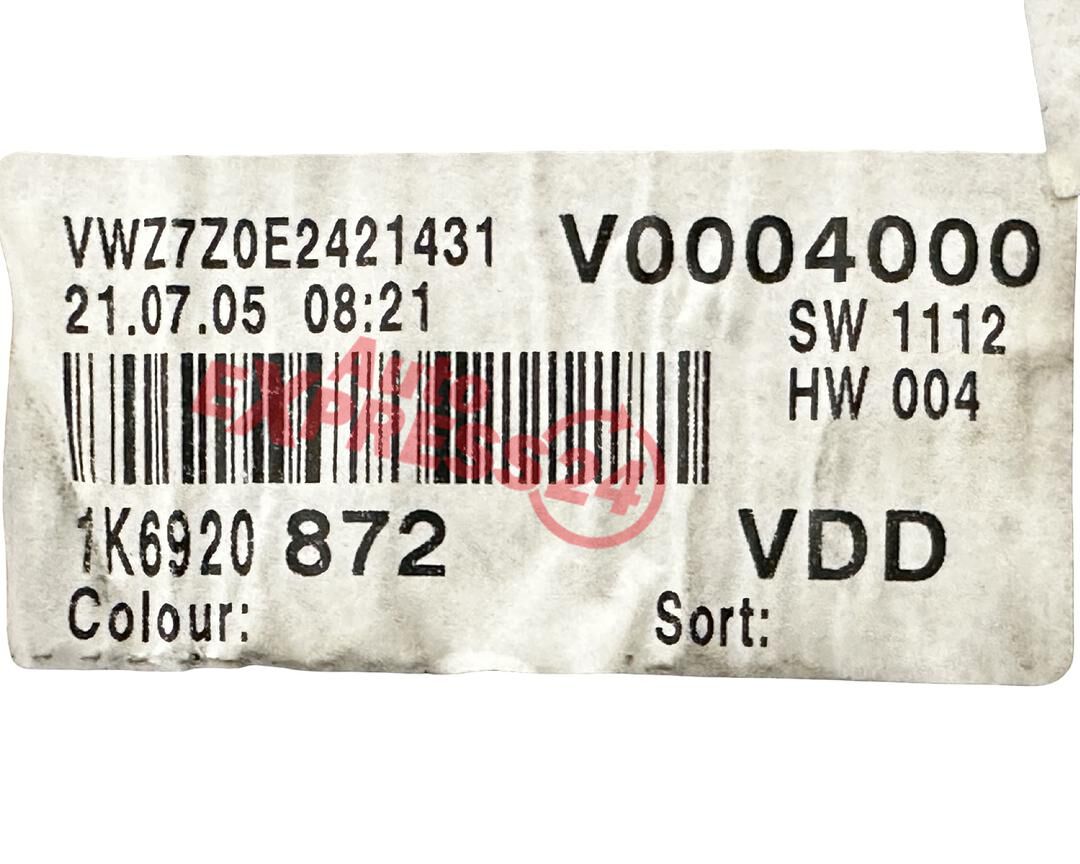 VWZ7Z0E2421431 V0004000
21.07.05 08:21 SW 1112
HW 004
Auto
EXPRESS24
1K6920 872 VDD
Colour: Sort: